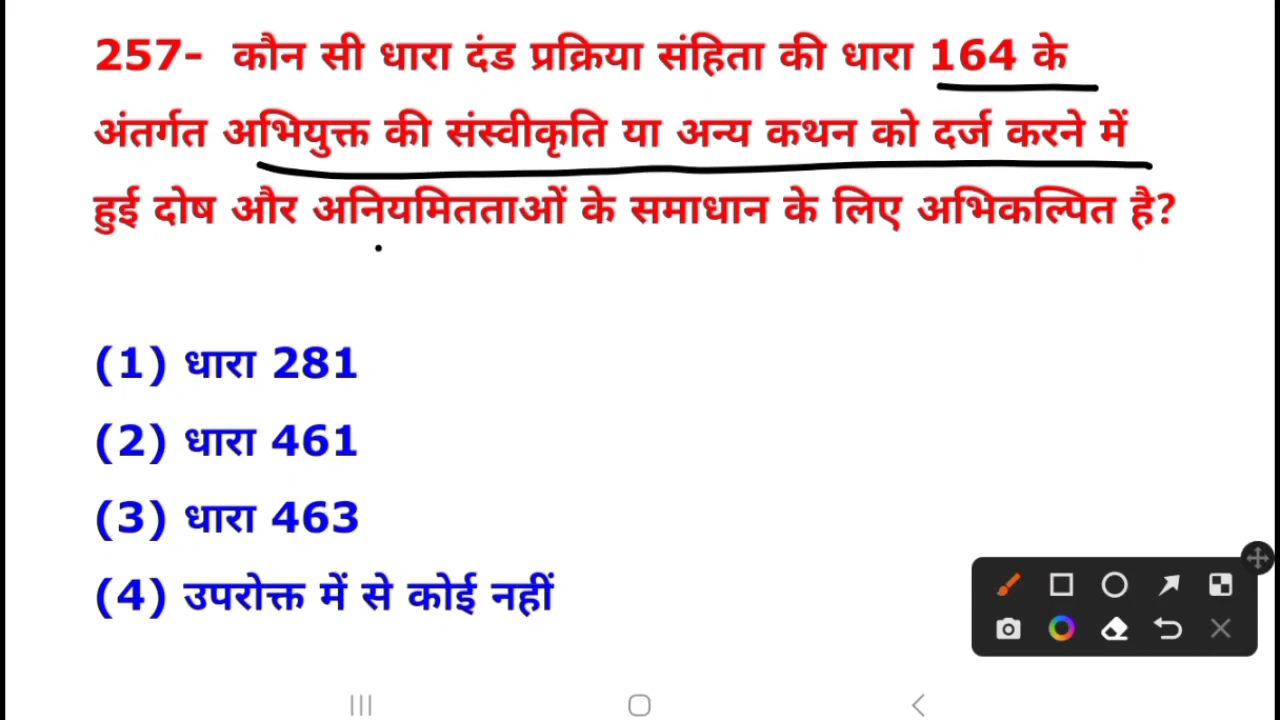 257- कौन सी धारा दंड प्रक्रिया संहिता की धारा 164 के
अंतर्गत अभियुक्त की संस्वीकृति या अन्य कथन को दर्ज करने में
हुई दोष और अनियमितताओं के समाधान के लिए अभिकल्पित है?
(1) धारा 281
(2) धारा 461
(3) धारा 463
(4) उपरोक्त में से कोई नहीं